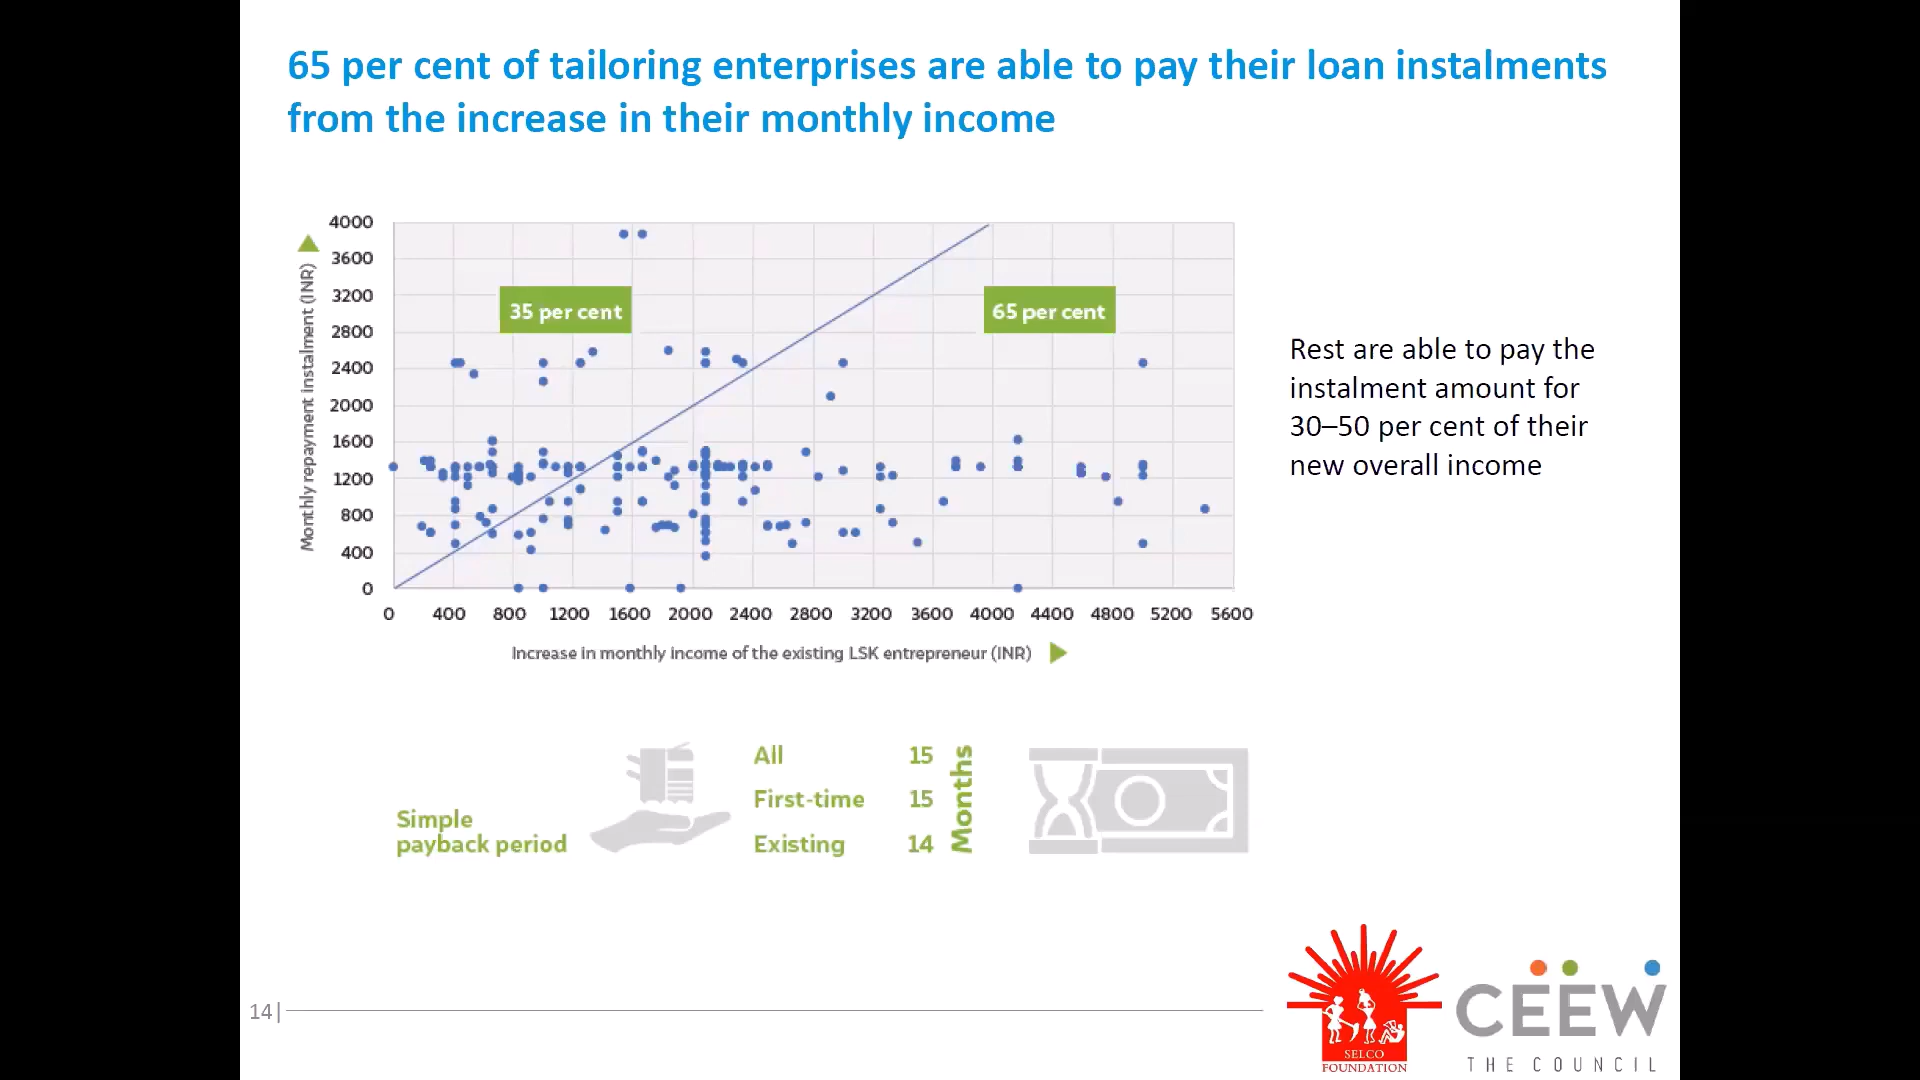 65 per cent of tailoring enterprises are able to pay their loan instalments
from the increase in their monthly income
Monthly repayment instalment (INR)
4000
3600
3200
2800
2400
2000
1600
1200
800
400
0
35 per cent
65 per cent
0 400 800 1200 1600 2000 2400 2800 3200 3600 4000 4400 4800 5200 5600
Increase in monthly income of the existing LSK entrepreneur (INR)
Rest are able to pay the
instalment amount for
30–50 per cent of their
new overall income
Simple
payback period
All 15
First-time 15
Existing 14
Months
14|
SELCO
FOUNDATION
CEEW
THE COUNCIL